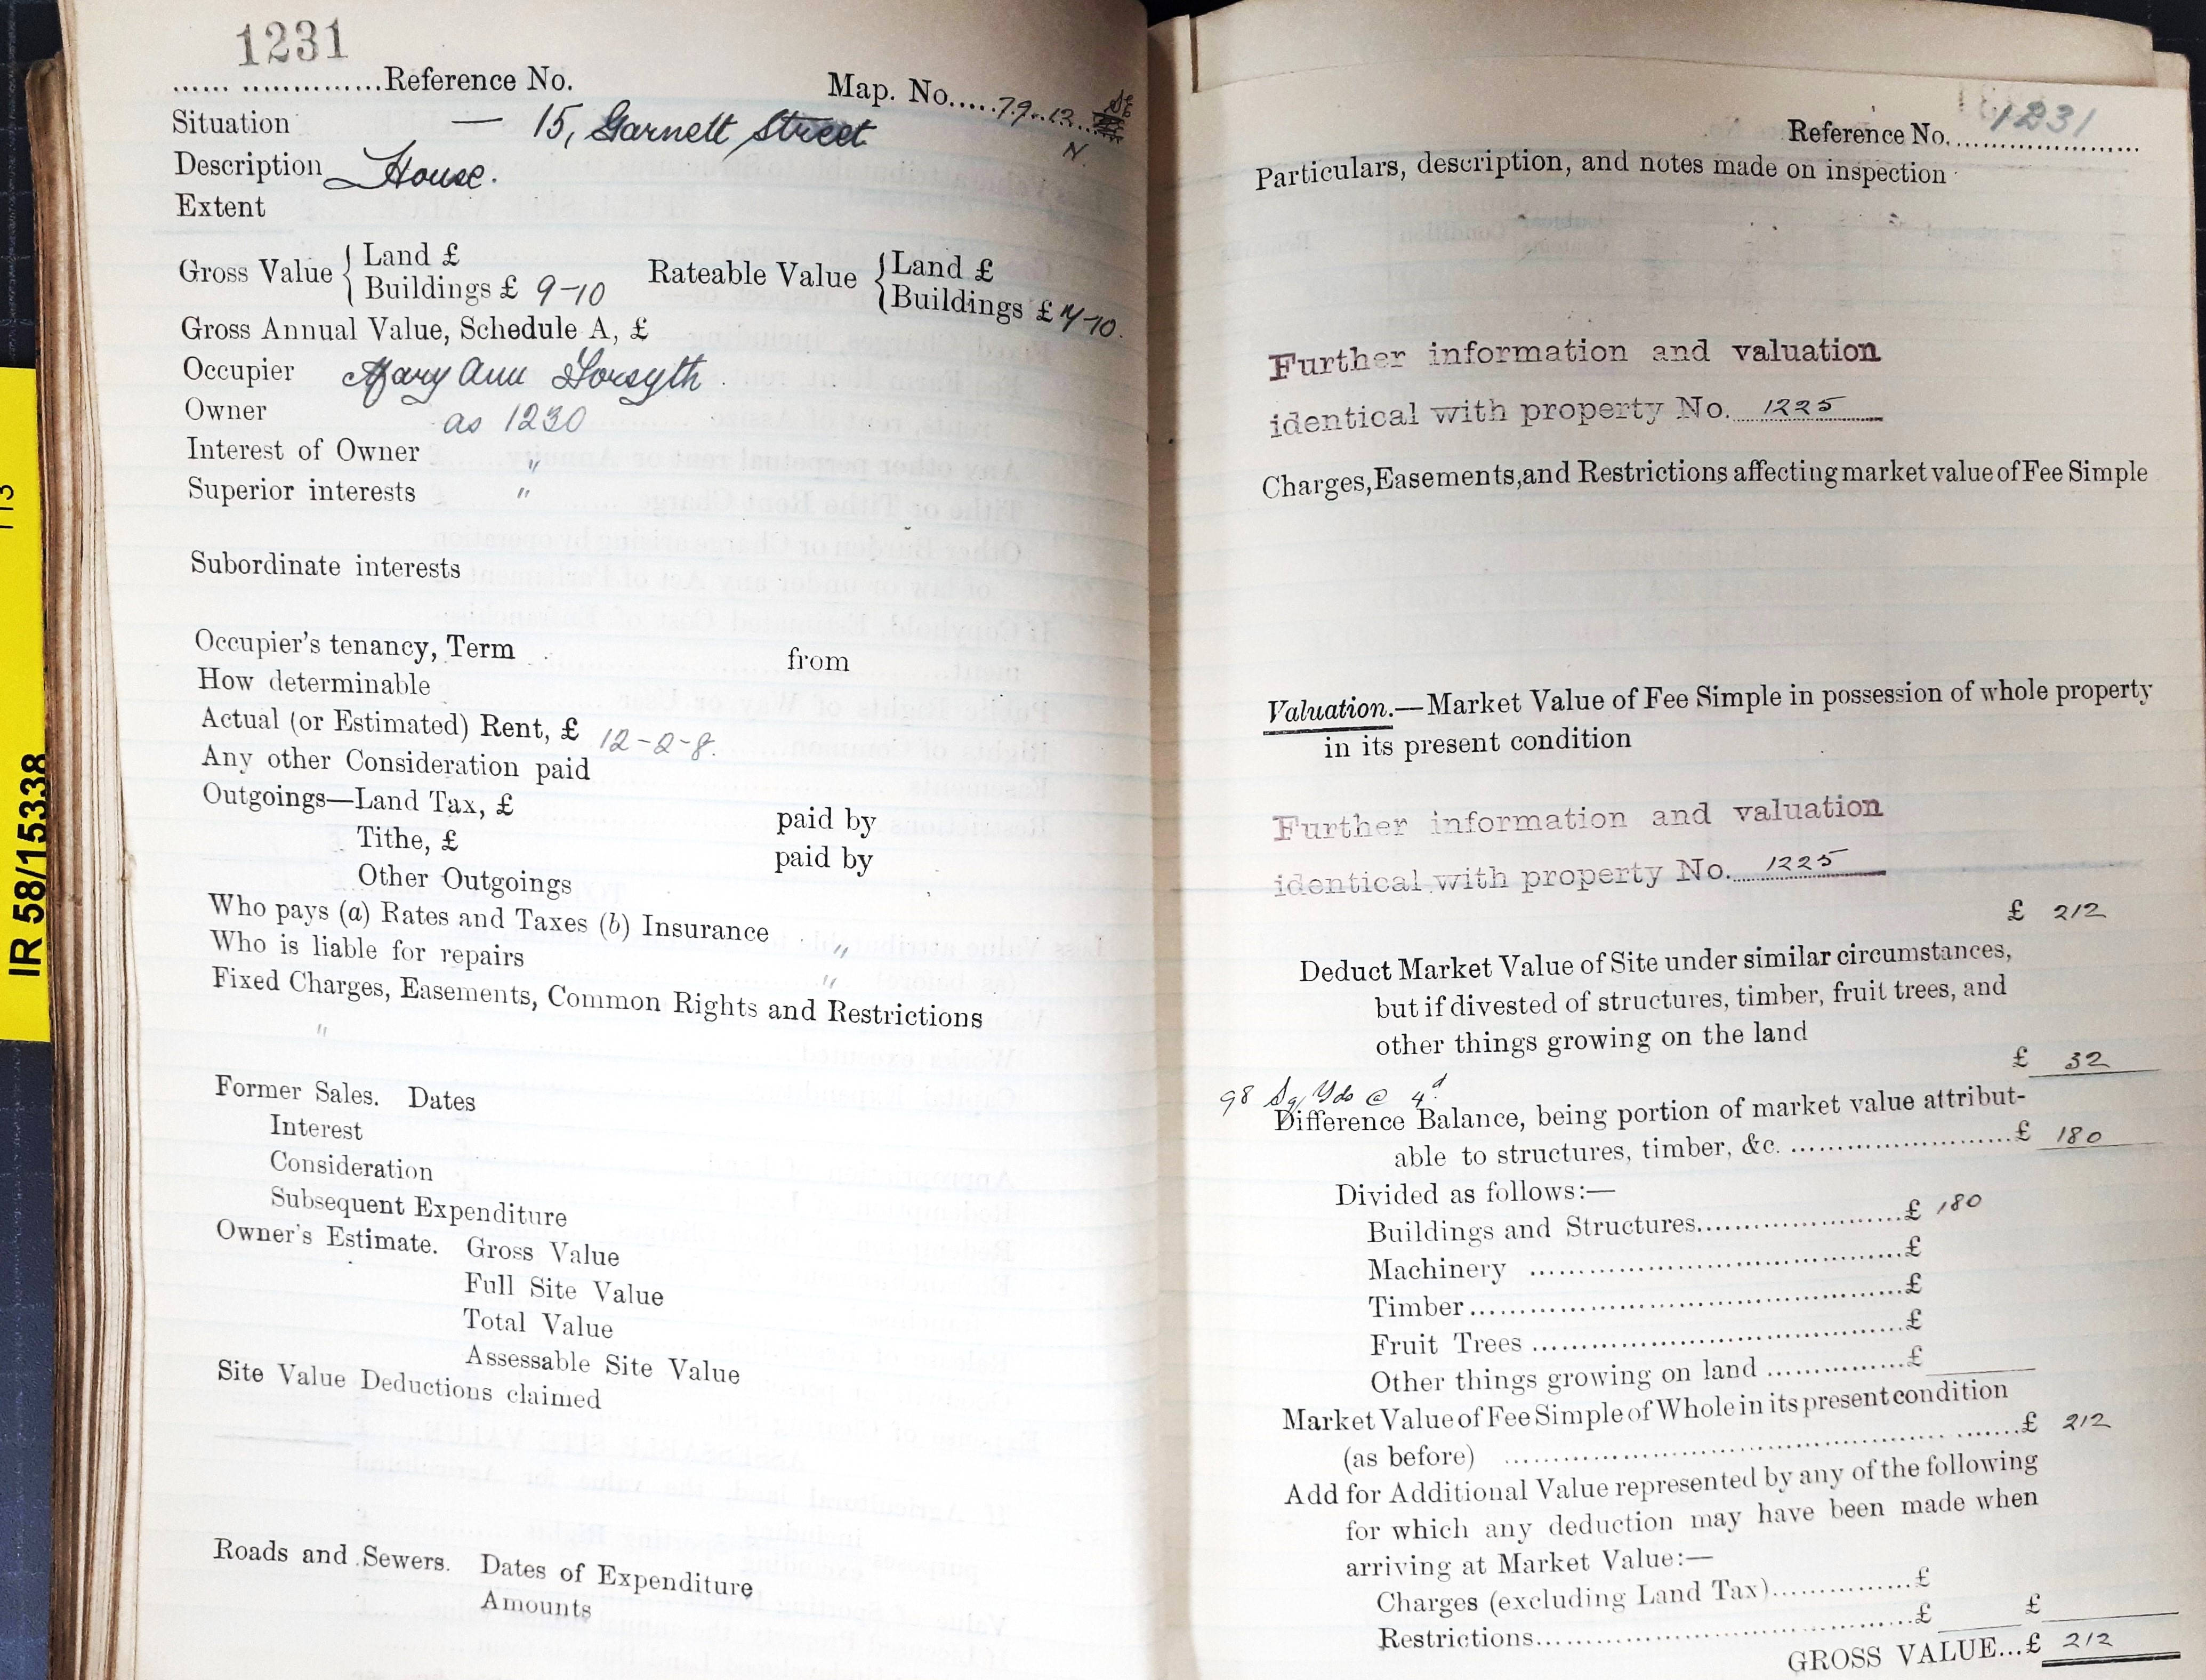 1231
.................... Reference No.
Map. No.....79.13
N.
Situation — 15, Garnett Street
Description House.
Extent
Gross Value { Land £
Buildings £ 9-10
Rateable Value { Land £
Buildings £ 7-10.
Gross Annual Value, Schedule A, £
Occupier Mary Ann Forsyth
Owner as 1230
Interest of Owner "
Superior interests "
Subordinate interests
Occupier's tenancy, Term from
How determinable
Actual (or Estimated) Rent, £ 12-2-8.
Any other Consideration paid
Outgoings—Land Tax, £ paid by
Tithe, £ paid by
Other Outgoings
Who pays (a) Rates and Taxes (b) Insurance "
Who is liable for repairs "
Fixed Charges, Easements, Common Rights and Restrictions
"
Former Sales. Dates
Interest
Consideration
Subsequent Expenditure
Owner's Estimate. Gross Value
Full Site Value
Total Value
Assessable Site Value
Site Value Deductions claimed
Roads and Sewers. Dates of Expenditure
Amounts
113
IR 58/15338
Reference No. 1231
Particulars, description, and notes made on inspection
Further information and valuation
identical with property No. 1225
Charges, Easements, and Restrictions affecting market value of Fee Simple
Valuation.—Market Value of Fee Simple in possession of whole property
in its present condition
Further information and valuation
identical with property No. 1225
£ 212
Deduct Market Value of Site under similar circumstances,
but if divested of structures, timber, fruit trees, and
other things growing on the land
£ 32
98 Sq Yds @ 4d.
Difference Balance, being portion of market value attribut-
able to structures, timber, &c. ..............................£ 180
Divided as follows:—
Buildings and Structures..........................£ 180
Machinery ..............................................£
Timber.....................................................£
Fruit Trees ..............................................£
Other things growing on land ................£
Market Value of Fee Simple of Whole in its present condition
(as before) ..............................................£ 212
Add for Additional Value represented by any of the following
for which any deduction may have been made when
arriving at Market Value:—
Charges (excluding Land Tax)................£
Restrictions..............................................£ £
GROSS VALUE...£ 212